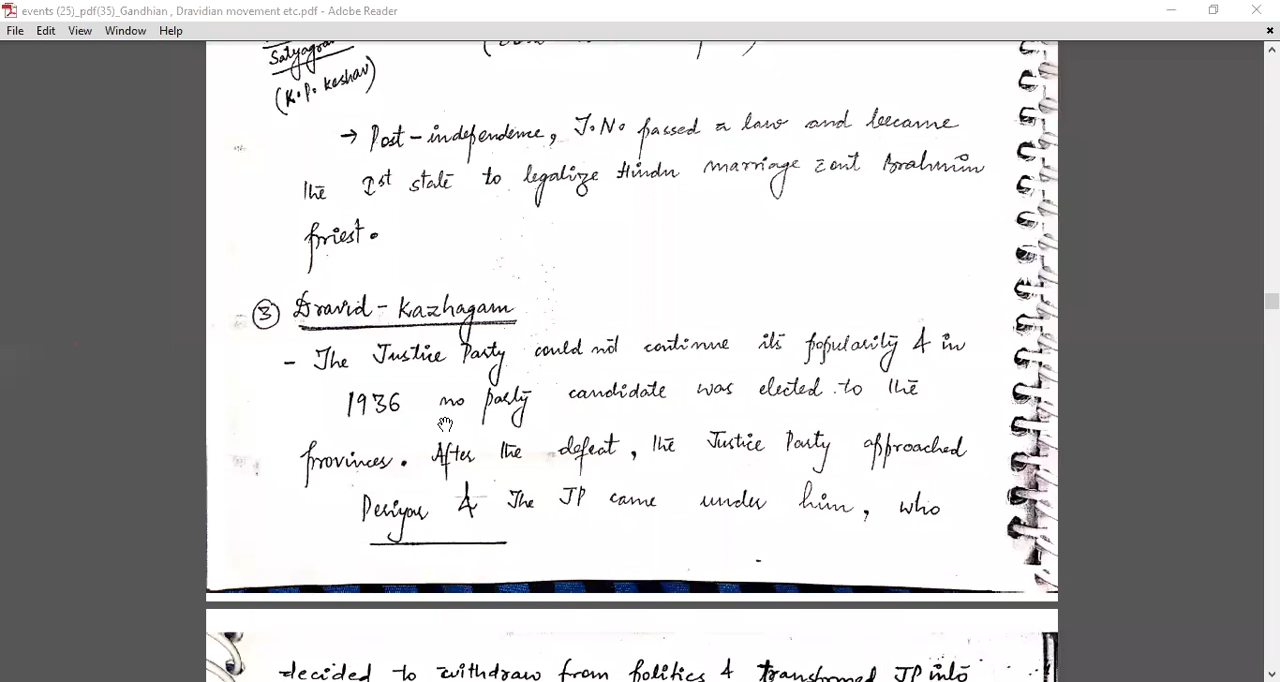 events (25)_pdf(35)_Gandhian , Dravidian movement etc.pdf - Adobe Reader
File Edit View Window Help
Satyagrah
(K.P. Keshav)
→ Post-independence, T.N. passed a law and became
the Ist state to legalize Hindu marriage Brahmin
priest.
③ Dravid-Kazhagam
- The Justice Party could not continue its popularity & in
1936 no party candidate was elected to the
provinces. After the defeat, the Justice Party approached
Periyar & The JP came under him, who
decided to withdraw from politics & transformed JP into